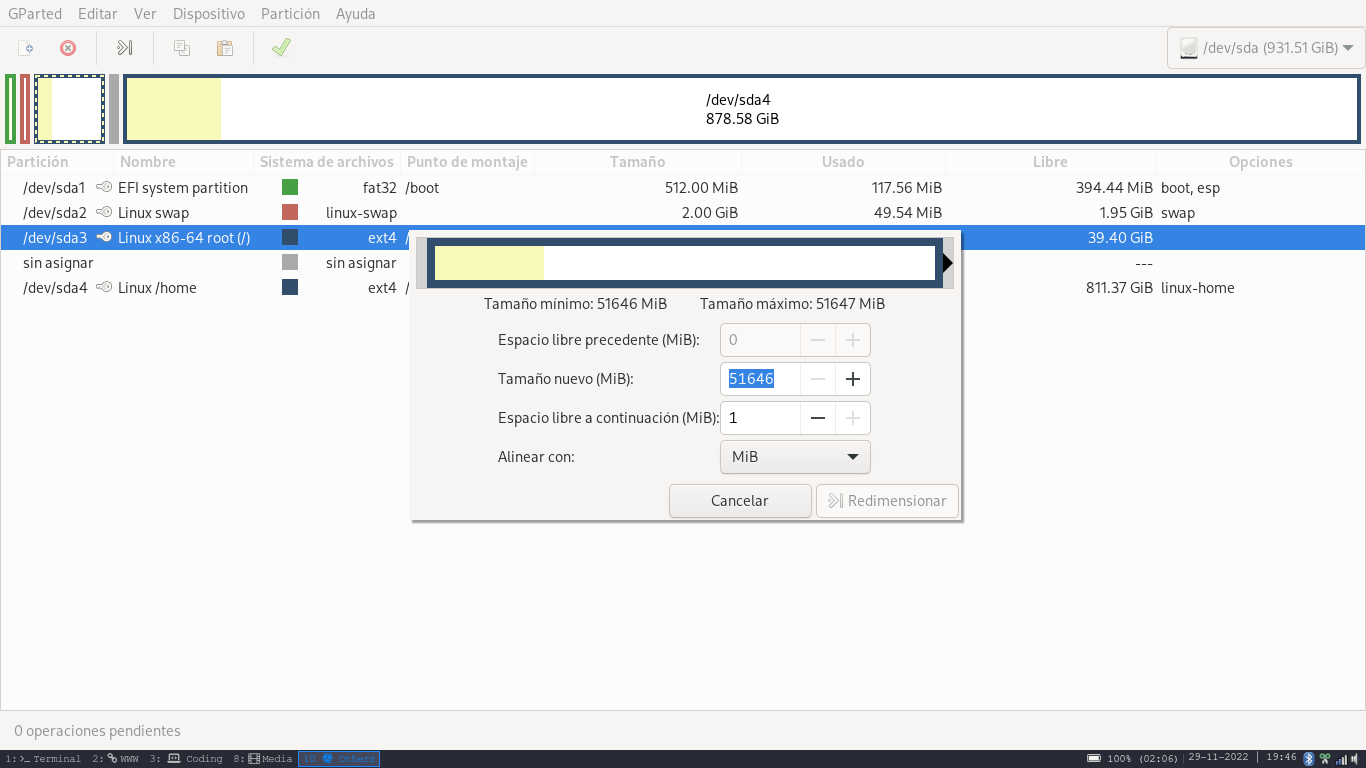 GParted Editar Ver Dispositivo Partición Ayuda
/dev/sda (931.51 GiB)
/dev/sda4
878.58 GiB
Partición Nombre Sistema de archivos Punto de montaje Tamaño Usado Libre Opciones
/dev/sda1 EFI system partition fat32 /boot 512.00 MiB 117.56 MiB 394.44 MiB boot, esp
/dev/sda2 Linux swap linux-swap 2.00 GiB 49.54 MiB 1.95 GiB swap
/dev/sda3 Linux x86-64 root (/) ext4 / 39.40 GiB
sin asignar sin asignar ---
/dev/sda4 Linux /home ext4 / 811.37 GiB linux-home
Tamaño mínimo: 51646 MiB Tamaño máximo: 51647 MiB
Espacio libre precedente (MiB): 0
Tamaño nuevo (MiB): 51646
Espacio libre a continuación (MiB): 1
Alinear con: MiB
Cancelar Redimensionar
0 operaciones pendientes
1: Terminal 2: WWW 3: Coding 8: Media 10 Others 100% (02:06) 29-11-2022 | 19:46